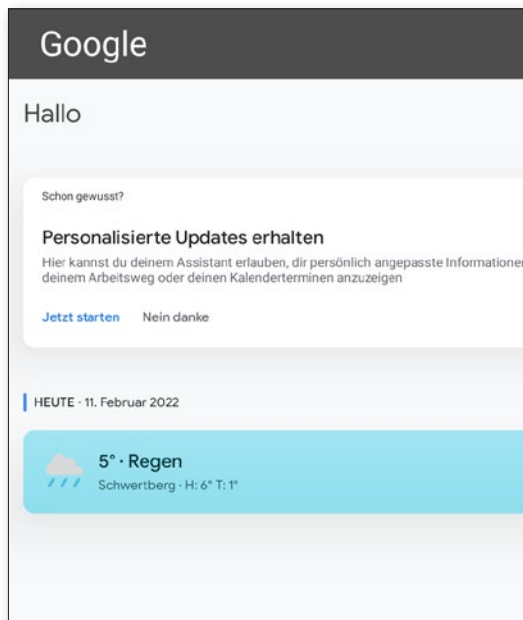 Google
Hallo
Schon gewusst?
Personalisierte Updates erhalten
Hier kannst du deinem Assistant erlauben, dir persönlich angepasste Informationen
deinem Arbeitsweg oder deinen Kalenderterminen anzuzeigen
Jetzt starten Nein danke
HEUTE · 11. Februar 2022
5° · Regen
Schwertberg · H: 6° T: 1°